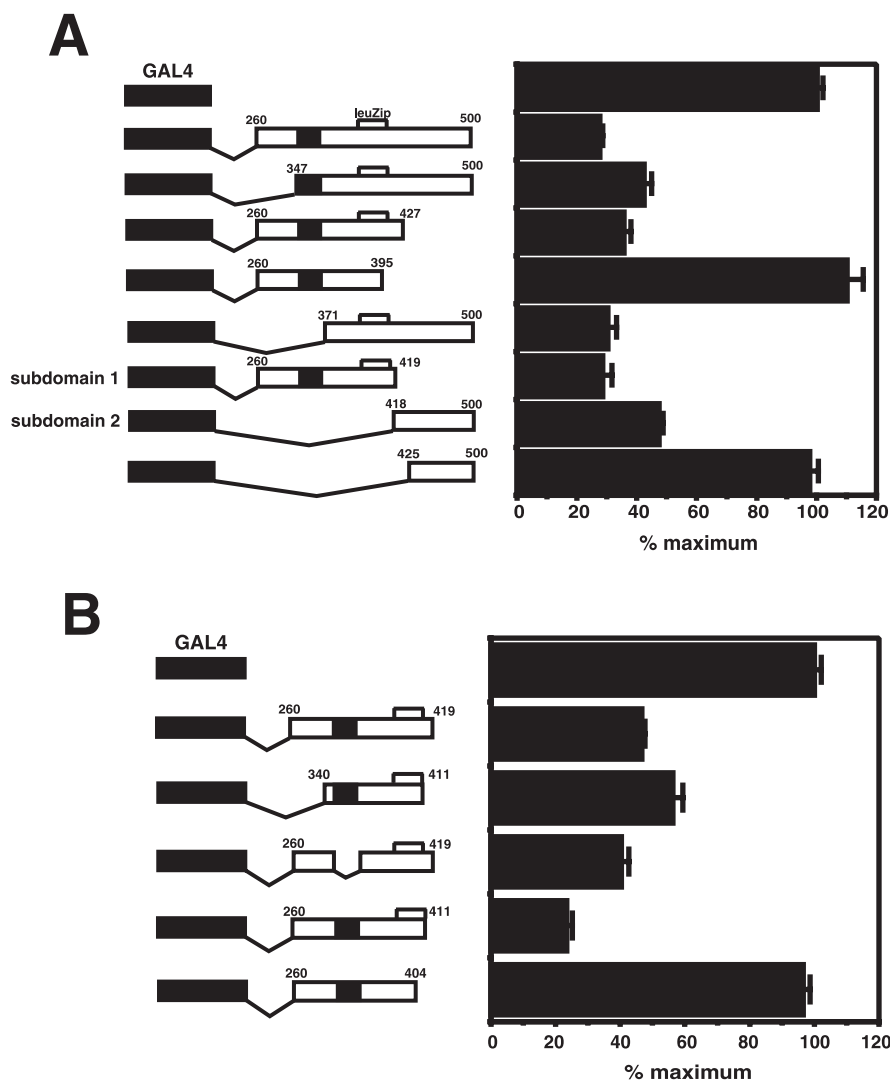 A
GAL4
leuZip
260 500
347 500
260 427
260 395
371 500
subdomain 1 260 419
subdomain 2 418 500
425 500
0 20 40 60 80 100 120
% maximum
B
GAL4
260 419
340 411
260 419
260 411
260 404
0 20 40 60 80 100 120
% maximum